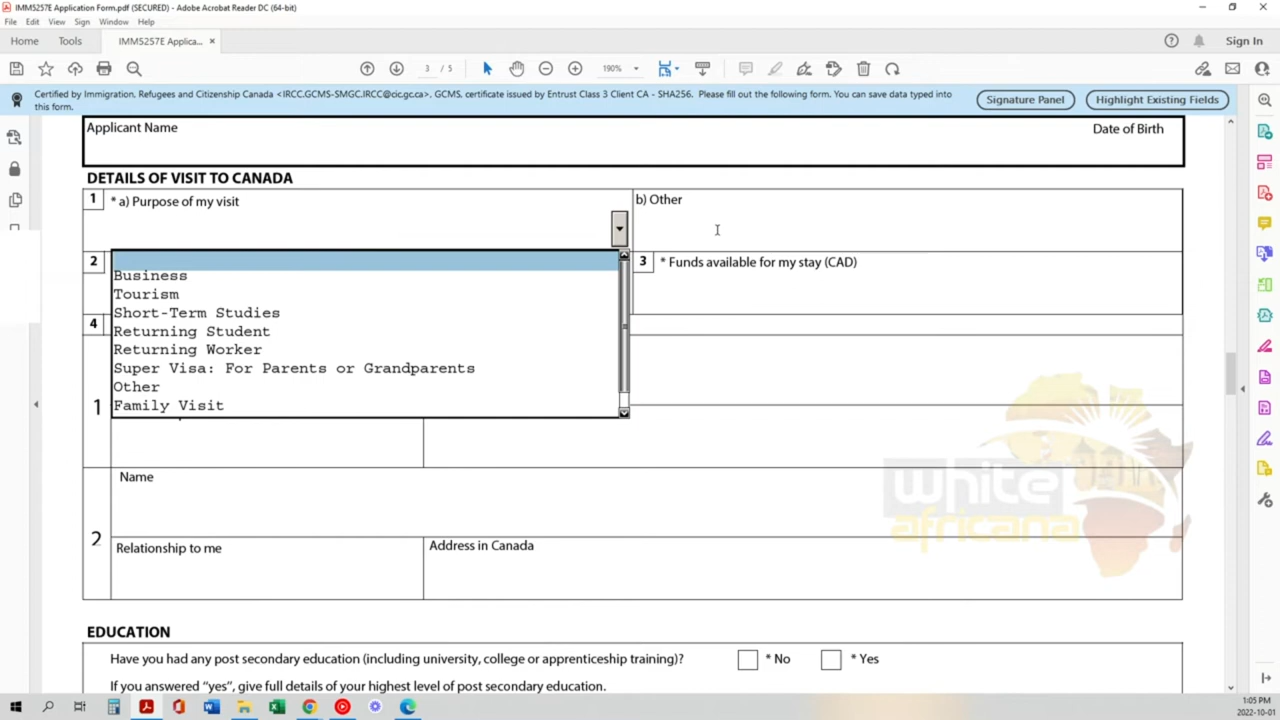 IMM5257E Application Form.pdf (SECURED) - Adobe Acrobat Reader DC (64-bit)
File Edit View Sign Window Help
Home Tools IMM5257E Applica... × Sign In
3 / 5 190%
Certified by Immigration, Refugees and Citizenship Canada <IRCC.GCMS-SMGC.IRCC@cic.gc.ca>. GCMS, certificate issued by Entrust Class 3 Client CA - SHA256. Please fill out the following form. You can save data typed into
this form.
Signature Panel Highlight Existing Fields
Applicant Name Date of Birth
DETAILS OF VISIT TO CANADA
1 * a) Purpose of my visit b) Other
2 3 * Funds available for my stay (CAD)
Business
Tourism
Short-Term Studies
4
Returning Student
Returning Worker
Super Visa: For Parents or Grandparents
Other
1 Family Visit
Name
2
Relationship to me Address in Canada
white
africana
EDUCATION
Have you had any post secondary education (including university, college or apprenticeship training)? * No * Yes
If you answered "yes", give full details of your highest level of post secondary education.
1:05 PM
2022-10-01